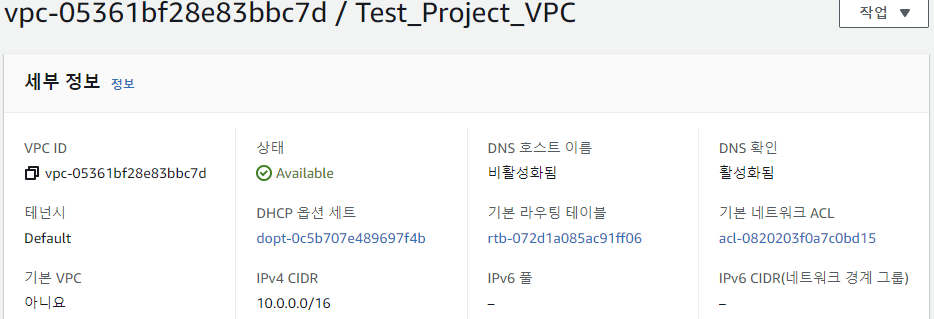 vpc-05361bf28e83bbc7d / Test_Project_VPC
작업
세부 정보 정보
VPC ID
vpc-05361bf28e83bbc7d
상태
Available
DNS 호스트 이름
비활성화됨
DNS 확인
활성화됨
테넌시
Default
DHCP 옵션 세트
dopt-0c5b707e489697f4b
기본 라우팅 테이블
rtb-072d1a085ac91ff06
기본 네트워크 ACL
acl-0820203f0a7c0bd15
기본 VPC
아니요
IPv4 CIDR
10.0.0.0/16
IPv6 풀
–
IPv6 CIDR(네트워크 경계 그룹)
–